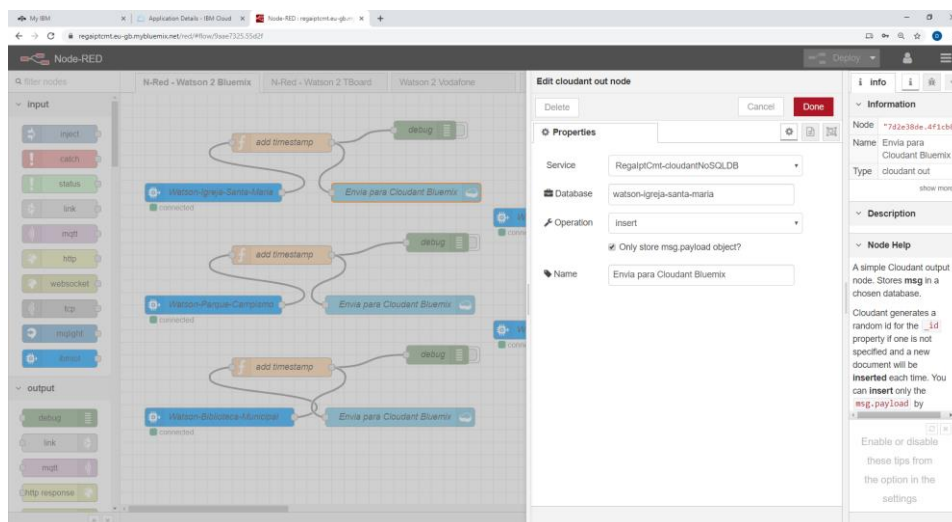 My IBM
Application Details - IBM Cloud
Node-RED : regaiptcmt.eu-gb.my
regaiptcmt.eu-gb.mybluemix.net/red/#flow/9aae7325.55d2f
Node-RED
Deploy
filter nodes
input
inject
catch
status
link
mqtt
http
websocket
tcp
mqlight
ibmiot
output
debug
link
mqtt
http response
N-Red - Watson 2 Bluemix
N-Red - Watson 2 TBoard
Watson 2 Vodafone
add timestamp
debug
Watson-Igreja-Santa-Maria
Envia para Cloudant Bluemix
connected
add timestamp
debug
Watson-Parque-Campismo
Envia para Cloudant Bluemix
connected
add timestamp
debug
Watson-Biblioteca-Municipal
Envia para Cloudant Bluemix
connected
Edit cloudant out node
Delete
Cancel
Done
Properties
Service
RegaIptCmt-cloudantNoSQLDB
Database
watson-igreja-santa-maria
Operation
insert
Only store msg.payload object?
Name
Envia para Cloudant Bluemix
info
i
Information
Node
"7d2e38de.4f1cb8
Name
Envia para
Cloudant Bluemix
Type
cloudant out
show more
Description
Node Help
A simple Cloudant output
node. Stores msg in a
chosen database.
Cloudant generates a
random id for the _id
property if one is not
specified and a new
document will be
inserted each time. You
can insert only the
msg.payload by
Enable or disable
these tips from
the option in the
settings